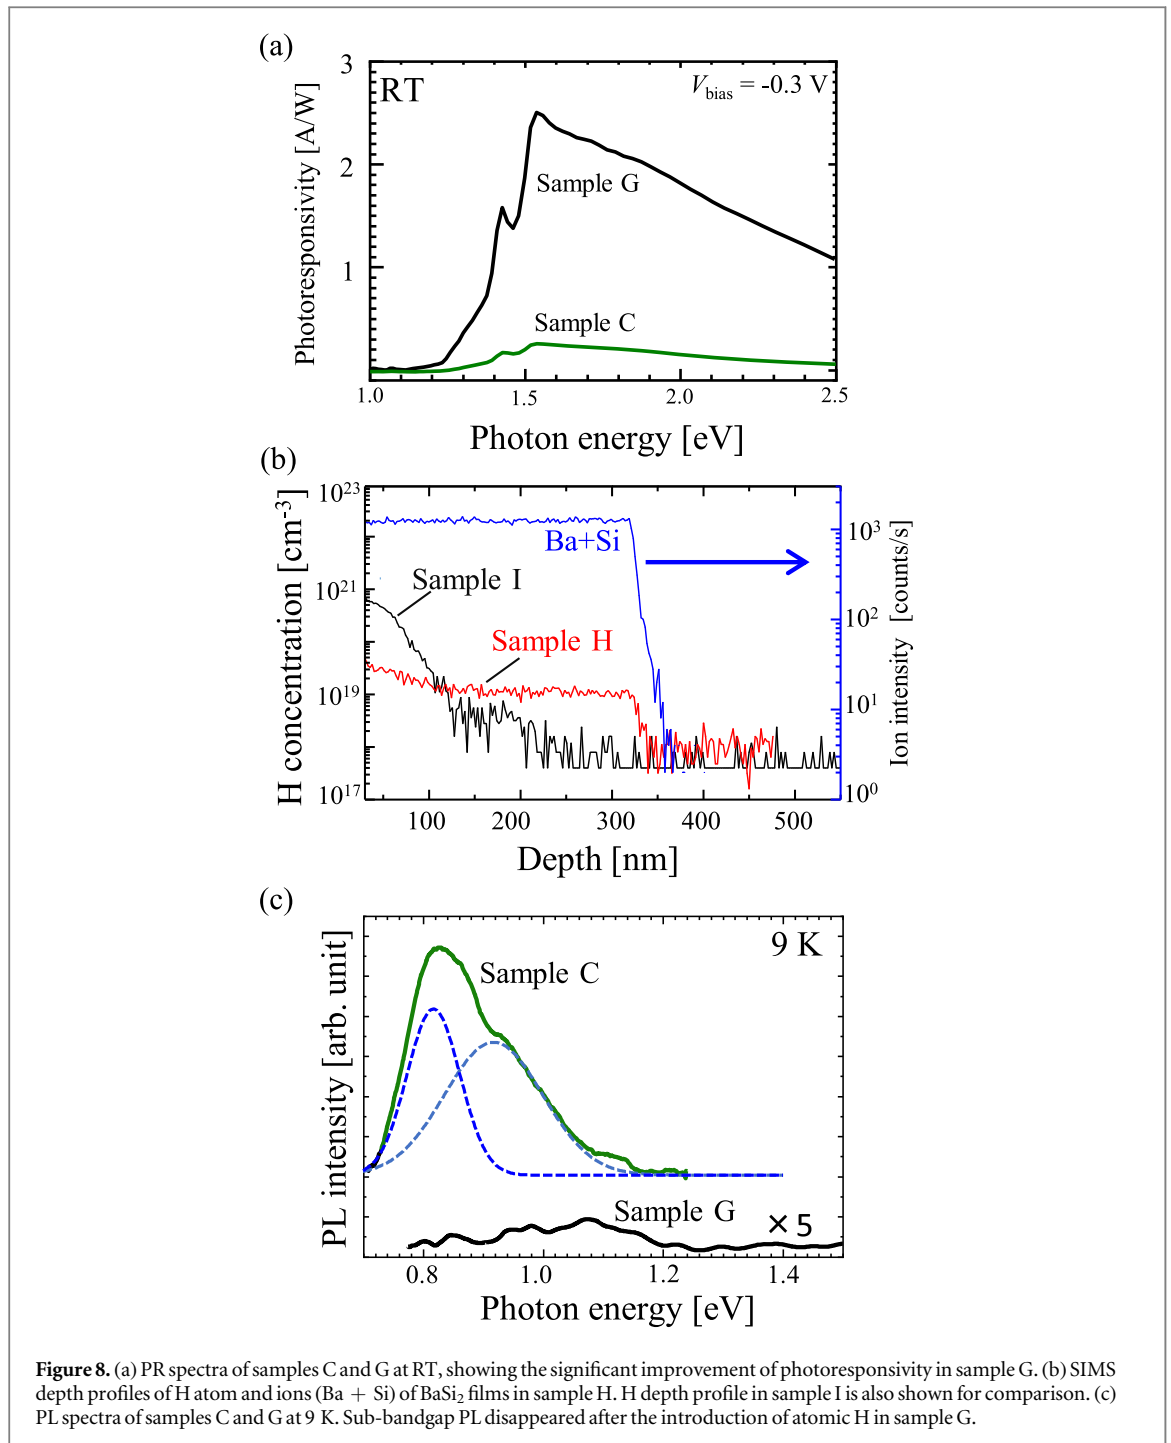 (a)
3
2
1
Photoresponsivity [A/W]
RT
V_bias = -0.3 V
Sample G
Sample C
1.0
1.5
2.0
2.5
Photon energy [eV]
(b)
H concentration [cm^-3]
10^23
10^21
10^19
10^17
Ba+Si
Sample I
Sample H
10^3
10^2
10^1
10^0
Ion intensity [counts/s]
100
200
300
400
500
Depth [nm]
(c)
PL intensity [arb. unit]
9 K
Sample C
Sample G
×5
0.8
1.0
1.2
1.4
Photon energy [eV]
Figure 8. (a) PR spectra of samples C and G at RT, showing the significant improvement of photoresponsivity in sample G. (b) SIMS
depth profiles of H atom and ions (Ba + Si) of BaSi₂ films in sample H. H depth profile in sample I is also shown for comparison. (c)
PL spectra of samples C and G at 9 K. Sub-bandgap PL disappeared after the introduction of atomic H in sample G.